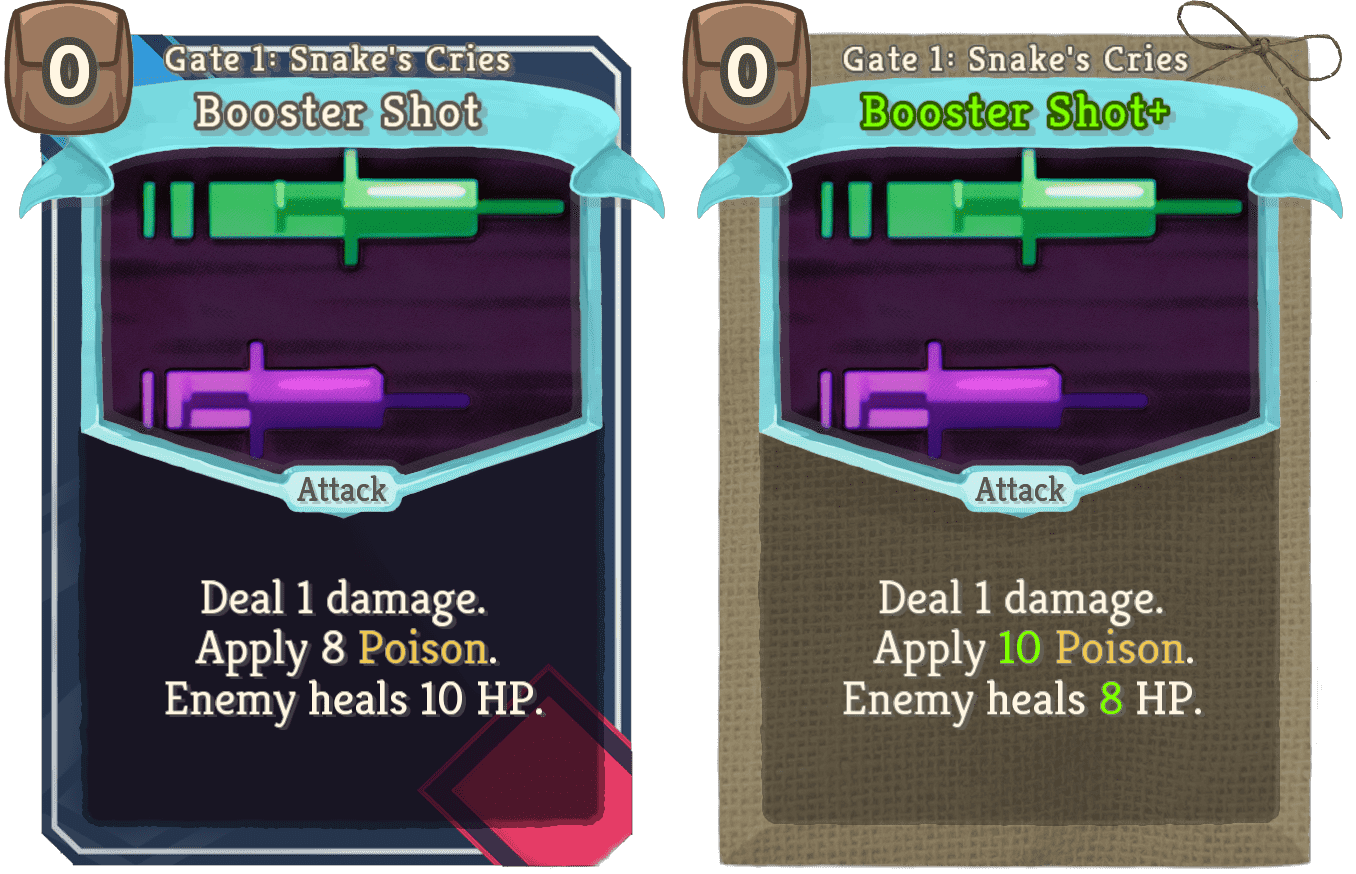 0
Gate 1: Snake's Cries
Booster Shot
Attack
Deal 1 damage.
Apply 8 Poison.
Enemy heals 10 HP.
0
Gate 1: Snake's Cries
Booster Shot+
Attack
Deal 1 damage.
Apply 10 Poison.
Enemy heals 8 HP.